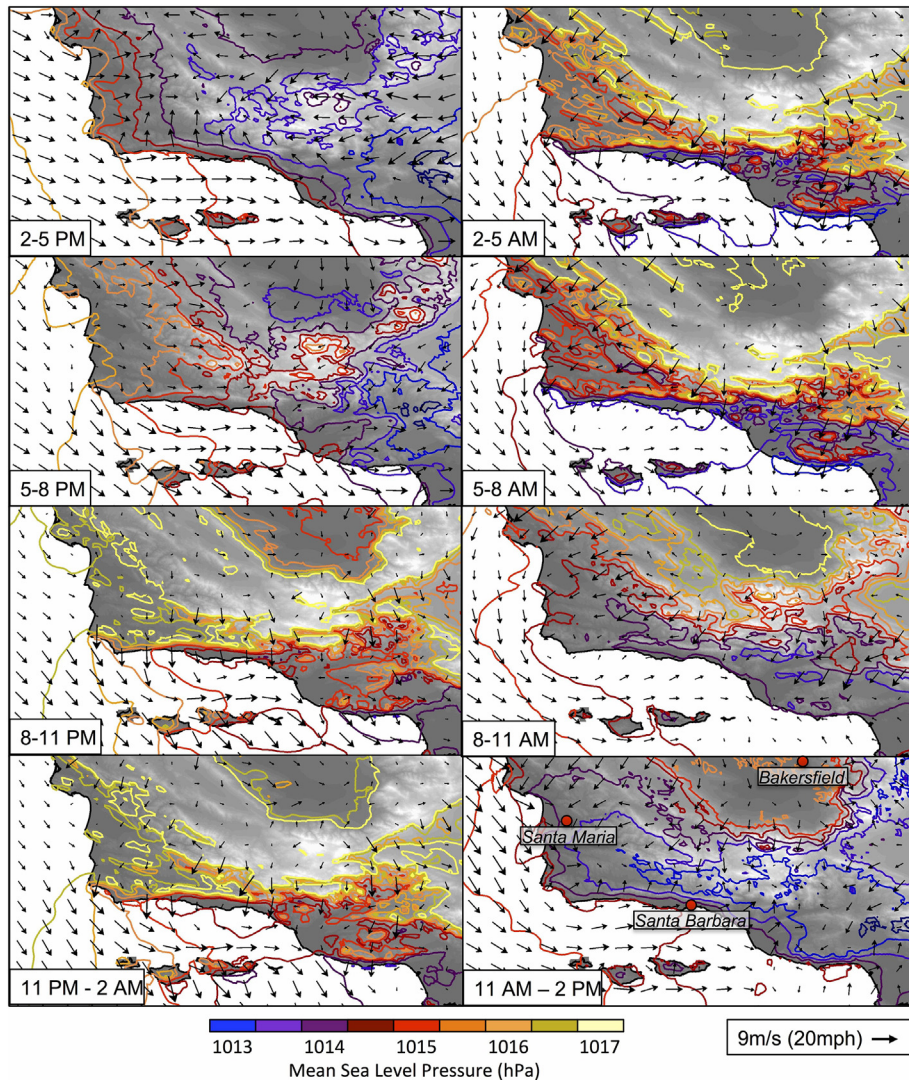 2-5 PM
2-5 AM
5-8 PM
5-8 AM
8-11 PM
8-11 AM
11 PM - 2 AM
Bakersfield
Santa Maria
Santa Barbara
11 AM – 2 PM
1013 1014 1015 1016 1017
Mean Sea Level Pressure (hPa)
9m/s (20mph)